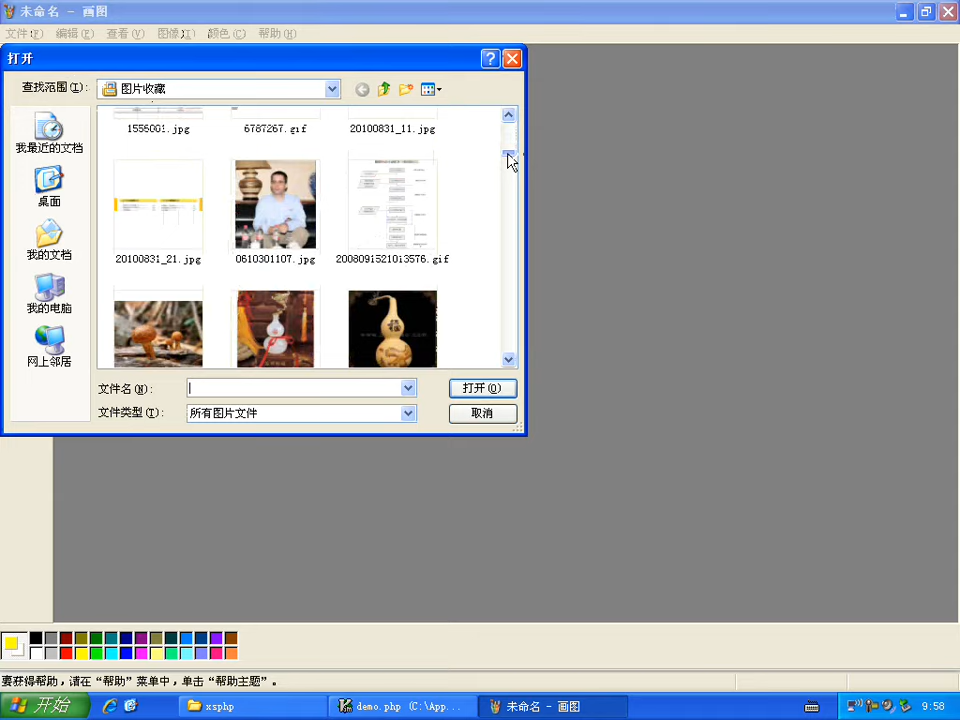 未命名 - 画图
文件(F) 编辑(E) 查看(V) 图像(I) 颜色(C) 帮助(H)
打开
查找范围(I): 图片收藏
1556001.jpg 6787267.gif 20100831_11.jpg
20100831_21.jpg 0610301107.jpg 2008091521013576.gif
我最近的文档
桌面
我的文档
我的电脑
网上邻居
文件名(N): 打开(O)
文件类型(T): 所有图片文件 取消
要获得帮助，请在“帮助”菜单中，单击“帮助主题”。
开始 xsphp demo.php (C:\App... 未命名 - 画图 9:58